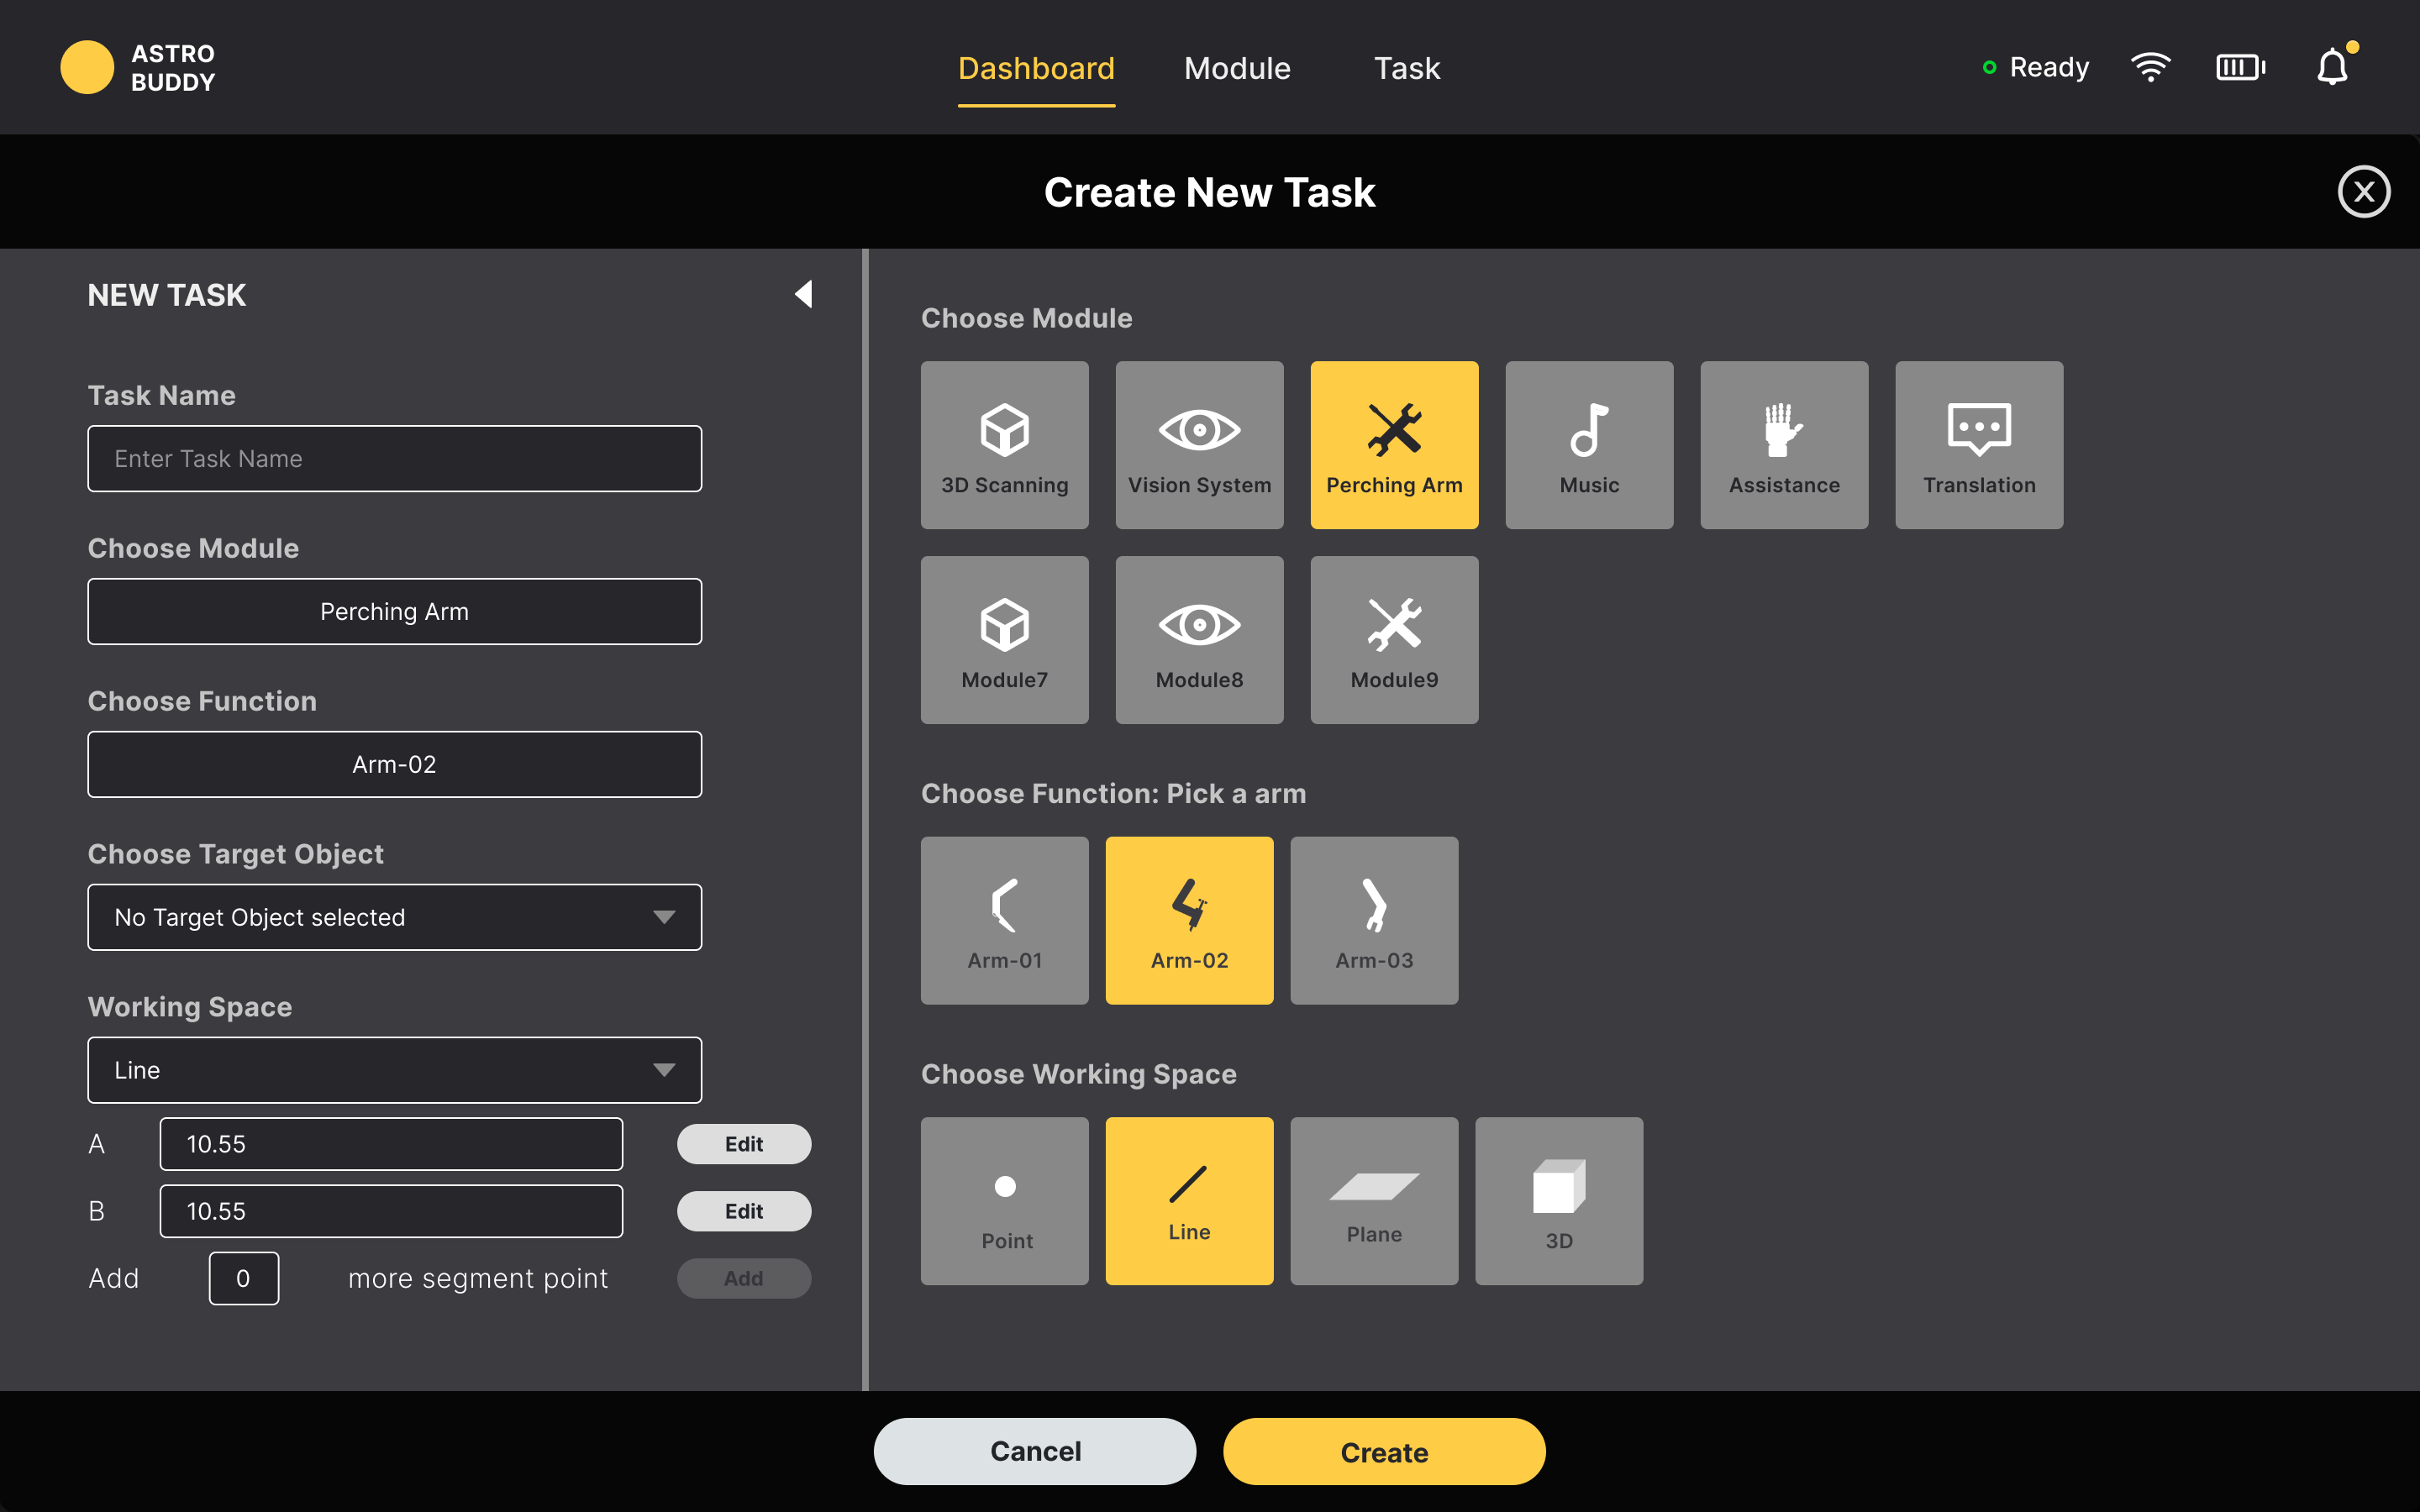 ASTRO
BUDDY
Dashboard
Module
Task
Ready
Create New Task
X
NEW TASK
Task Name
Enter Task Name
Choose Module
Perching Arm
Choose Function
Arm-02
Choose Target Object
No Target Object selected
Working Space
Line
A
10.55
Edit
B
10.55
Edit
Add
0
more segment point
Add
Choose Module
3D Scanning
Vision System
Perching Arm
Music
Assistance
Translation
Module7
Module8
Module9
Choose Function: Pick a arm
Arm-01
Arm-02
Arm-03
Choose Working Space
Point
Line
Plane
3D
Cancel
Create